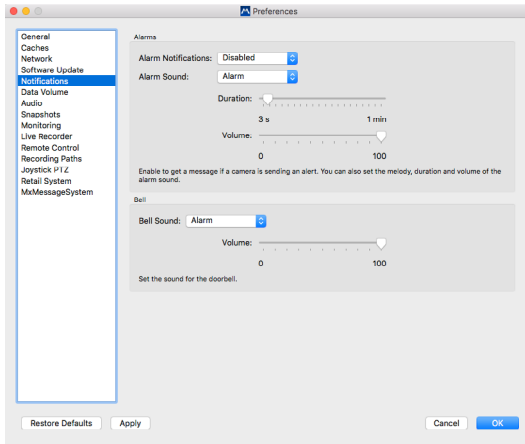 Preferences
General
Caches
Network
Software Update
Notifications
Data Volume
Audio
Snapshots
Monitoring
Live Recorder
Remote Control
Recording Paths
Joystick PTZ
Retail System
MxMessageSystem
Alarms
Alarm Notifications: Disabled
Alarm Sound: Alarm
Duration:
3 s 1 min
Volume:
0 100
Enable to get a message if a camera is sending an alert. You can also set the melody, duration and volume of the
alarm sound.
Bell
Bell Sound: Alarm
Volume:
0 100
Set the sound for the doorbell.
Restore Defaults Apply Cancel OK